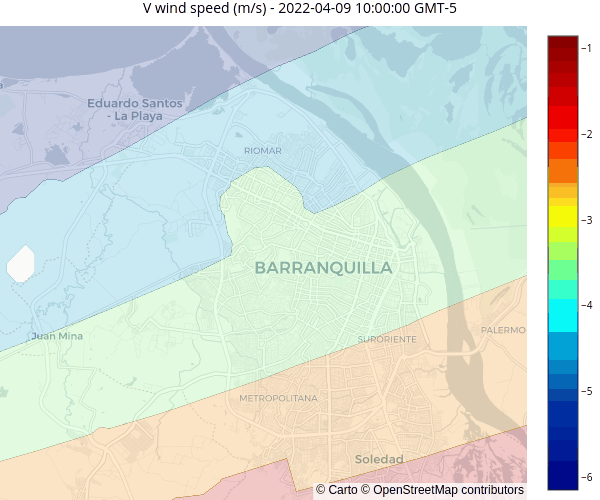 V wind speed (m/s) - 2022-04-09 10:00:00 GMT-5
Eduardo Santos
- La Playa
RIOMAR
BARRANQUILLA
Juan Mina
SURORIENTE
PALERMO
METROPOLITANA
Soledad
© Carto © OpenStreetMap contributors
−1
−2
−3
−4
−5
−6